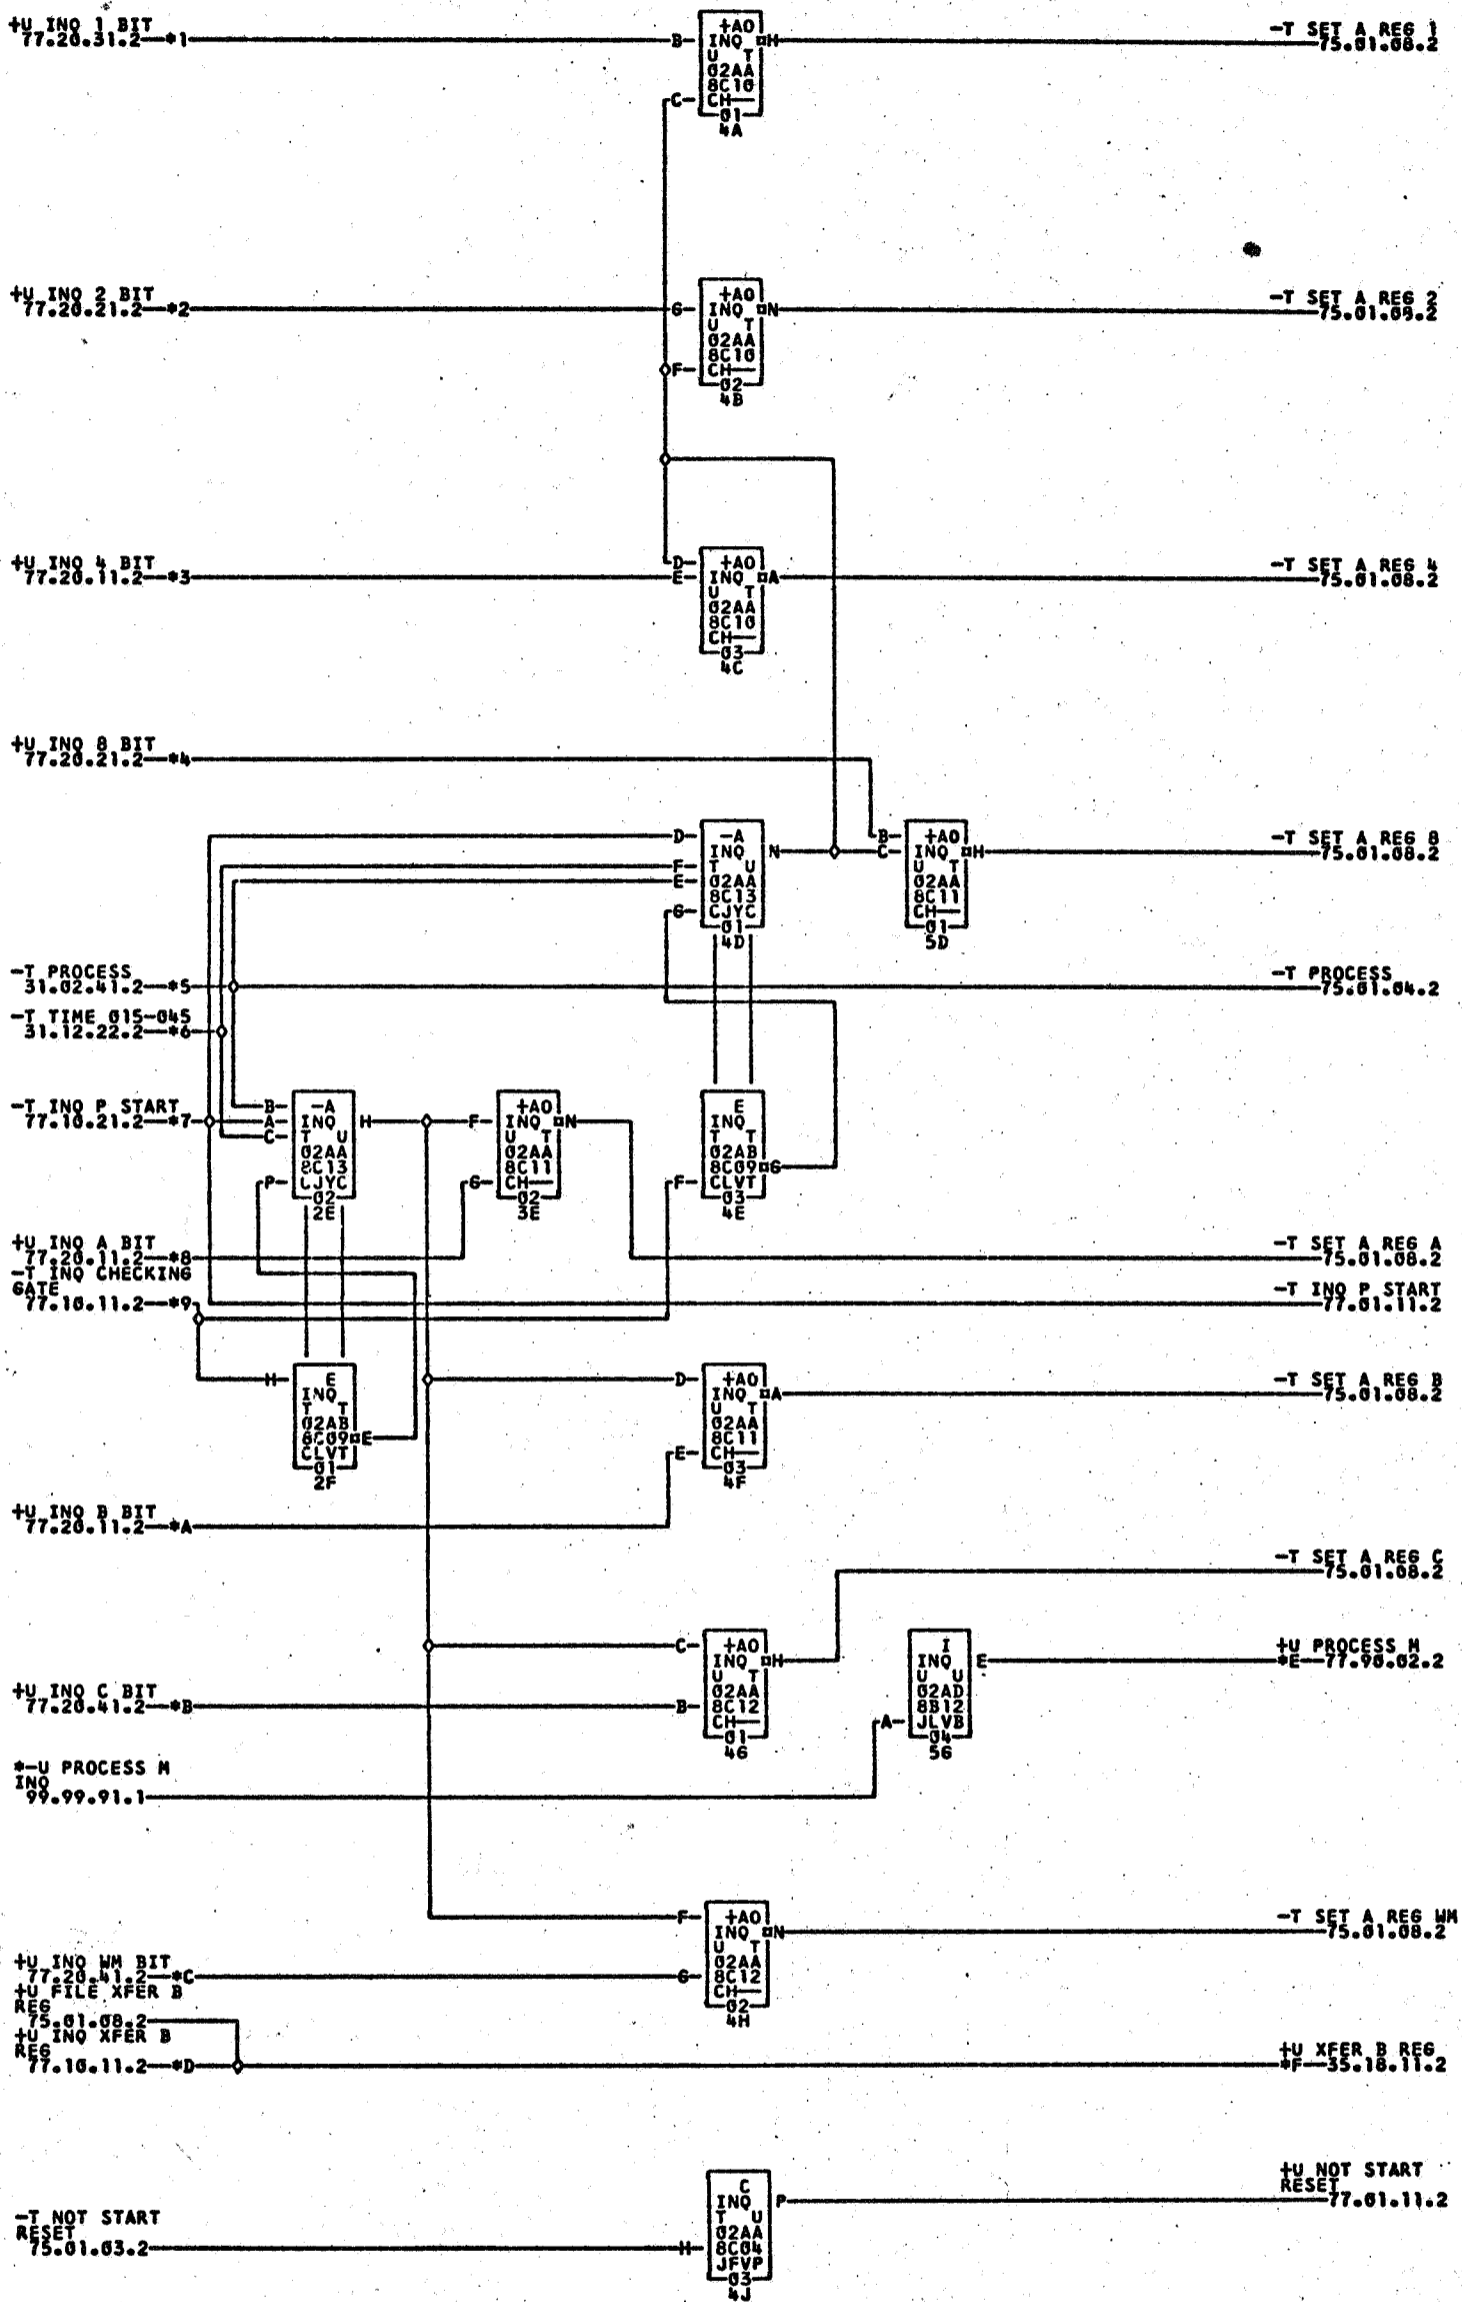 +U INQ 1 BIT
77.20.31.2—*1
B
C
+AO
INQ
U T
02AA
8C10
CH
01
4A
H
-T SET A REG 1
75.01.08.2
+U INQ 2 BIT
77.20.21.2—*2
G
F
+AO
INQ
U T
02AA
8C10
CH
02
4B
N
-T SET A REG 2
75.01.08.2
+U INQ 4 BIT
77.20.11.2—*3
D
E
+AO
INQ
U T
02AA
8C10
CH
03
4C
A
-T SET A REG 4
75.01.08.2
+U INQ 8 BIT
77.20.21.2—*4
D
F
E
G
-A
INQ
T U
02AA
8C13
CJYC
01
4D
N
B
C
+AO
INQ
U T
02AA
8C11
CH
01
5D
H
-T SET A REG 8
75.01.08.2
-T PROCESS
31.02.41.2—*5
-T PROCESS
75.01.04.2
-T TIME 015-045
31.12.22.2—*6
-T INQ P START
77.10.21.2—*7
B
A
C
P
-A
INQ
T U
02AA
8C13
CJYC
02
2E
H
F
G
+AO
INQ
U T
02AA
8C11
CH
02
3E
N
F
E
INQ
T T
02AB
8C09
CLVT
03
4E
G
+U INQ A BIT
77.20.11.2—*8
-T SET A REG A
75.01.08.2
-T INQ CHECKING
GATE
77.10.11.2—*9
-T INQ P START
77.01.11.2
H
E
INQ
T T
02AB
8C09
CLVT
01
2F
E
D
E
+AO
INQ
U T
02AA
8C11
CH
03
4F
A
-T SET A REG B
75.01.08.2
+U INQ B BIT
77.20.11.2—*A
-T SET A REG C
75.01.08.2
+U INQ C BIT
77.20.41.2—*B
C
B
+AO
INQ
U T
02AA
8C12
CH
01
4G
H
A
I
INQ
U U
02AD
8B12
JLVB
04
5G
E
+U PROCESS M
*E—77.90.02.2
*-U PROCESS M
INQ
99.99.91.1
F
G
+AO
INQ
U T
02AA
8C12
CH
02
4H
N
-T SET A REG WM
75.01.08.2
+U INQ WM BIT
77.20.41.2—*C
+U FILE XFER B
REG
75.01.08.2
+U INQ XFER B
REG
77.10.11.2—*D
+U XFER B REG
*F—35.18.11.2
-T NOT START
RESET
75.01.03.2
H
C
INQ
T U
02AA
8C04
JFVP
03
4J
P
+U NOT START
RESET
77.01.11.2